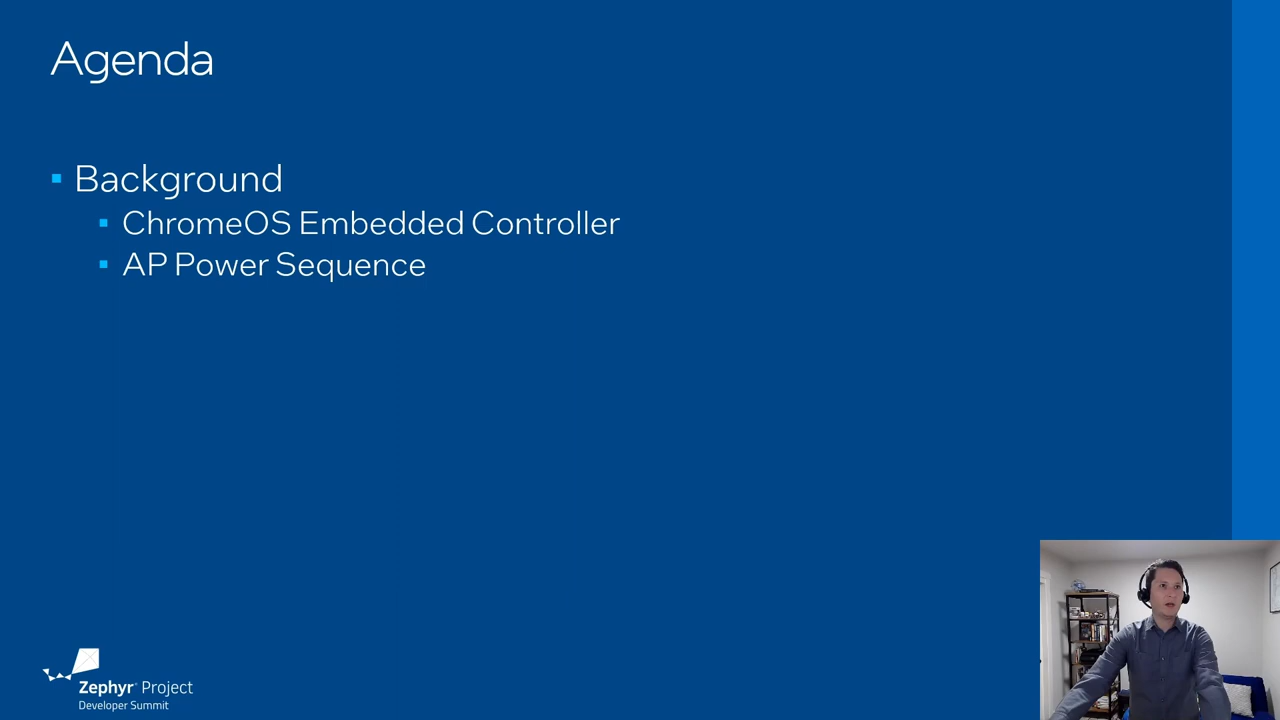 Agenda
Background
ChromeOS Embedded Controller
AP Power Sequence
Zephyr Project
Developer Summit